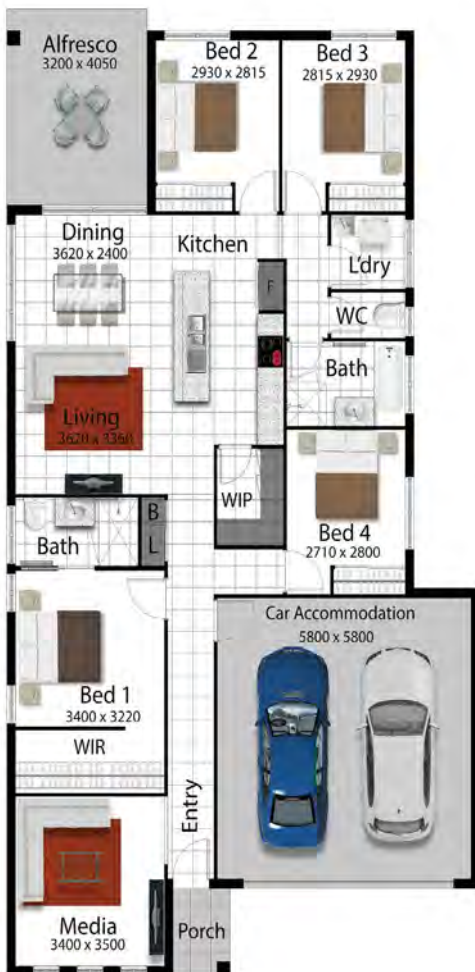 Alfresco
3200 x 4050
Bed 2
2930 x 2815
Bed 3
2815 x 2930
Dining
3620 x 2400
Kitchen
L'dry
F
WC
Bath
Living
3620 x 3360
WIP
Bed 4
2710 x 2800
B
L
Bath
Car Accommodation
5800 x 5800
Bed 1
3400 x 3220
WIR
Entry
Media
3400 x 3500
Porch